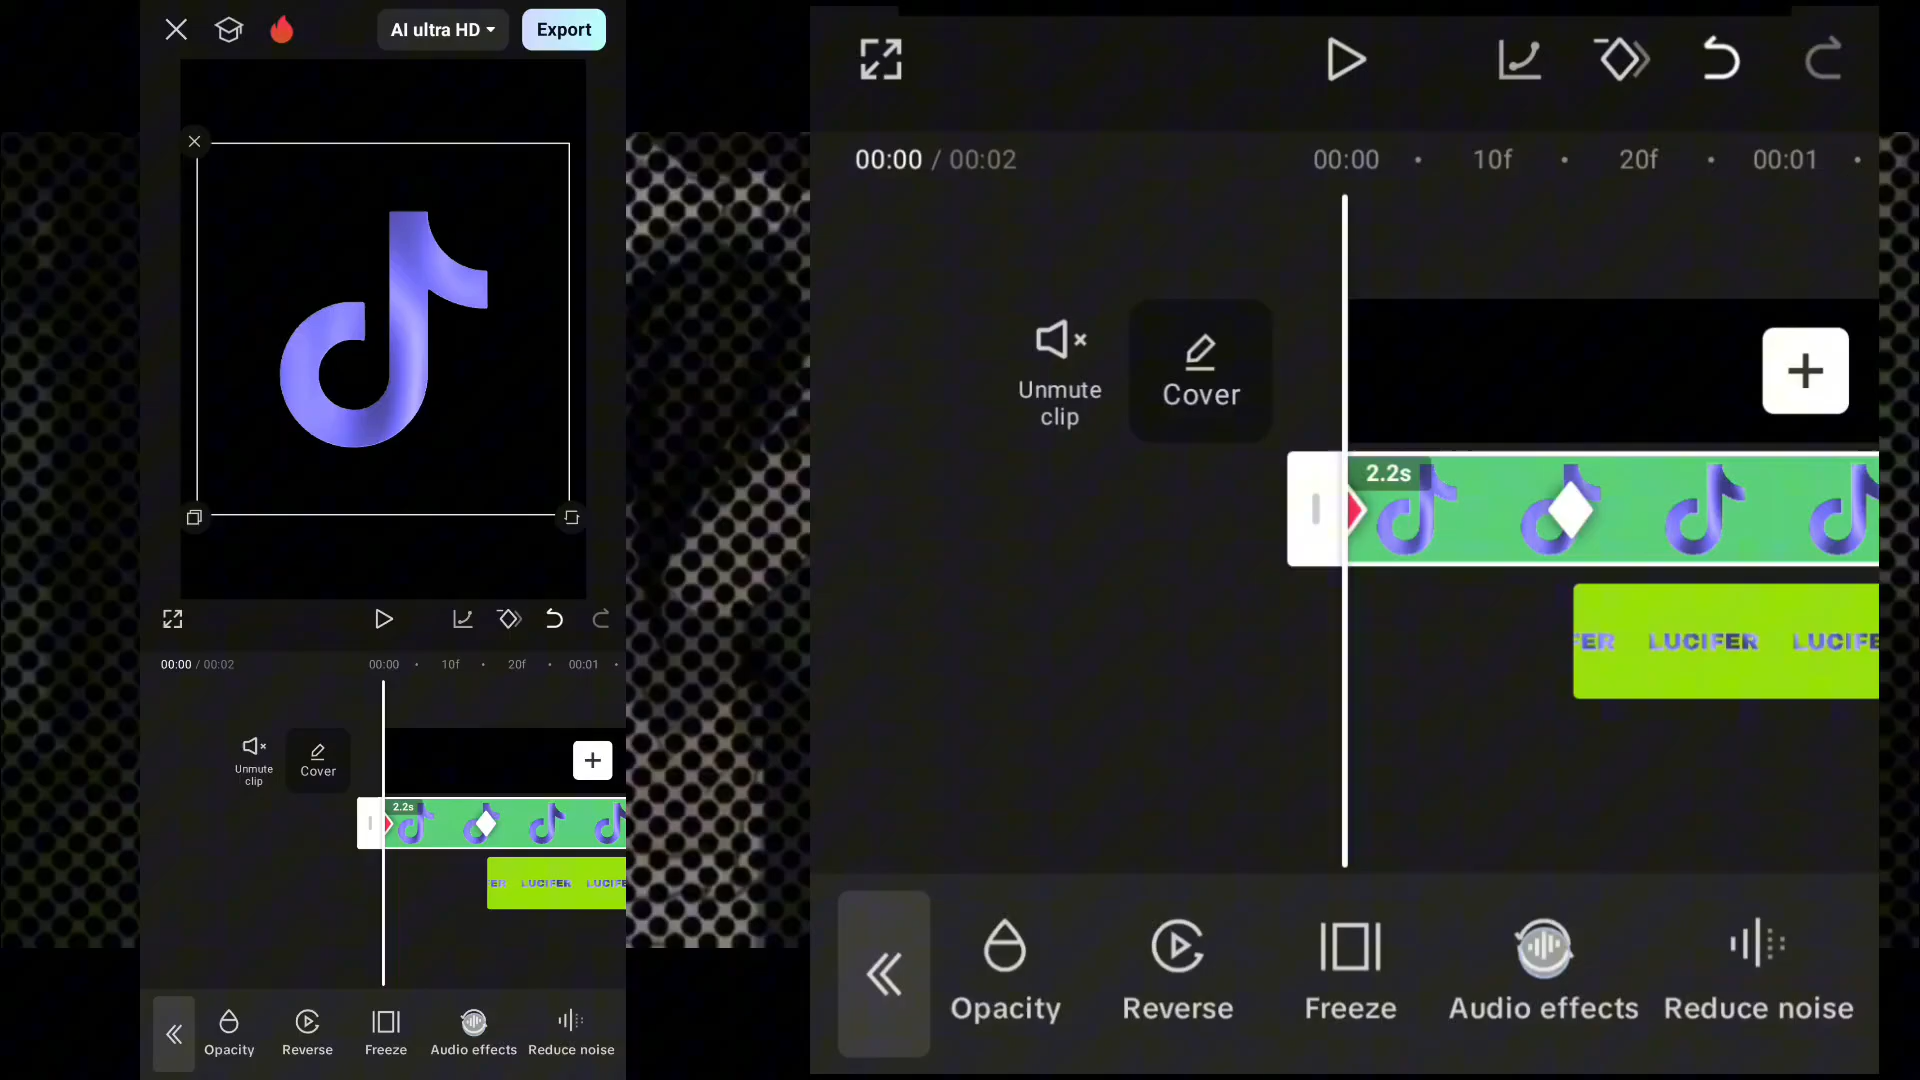 AI ultra HD
Export
00:00 / 00:02
00:00
10f
20f
00:01
Unmute
clip
Cover
2.2s
ER LUCIFER LUCIFE
Opacity
Reverse
Freeze
Audio effects
Reduce noise
00:00 / 00:02
00:00
10f
20f
00:01
Unmute
clip
Cover
2.2s
FER LUCIFER LUCIFE
Opacity
Reverse
Freeze
Audio effects
Reduce noise